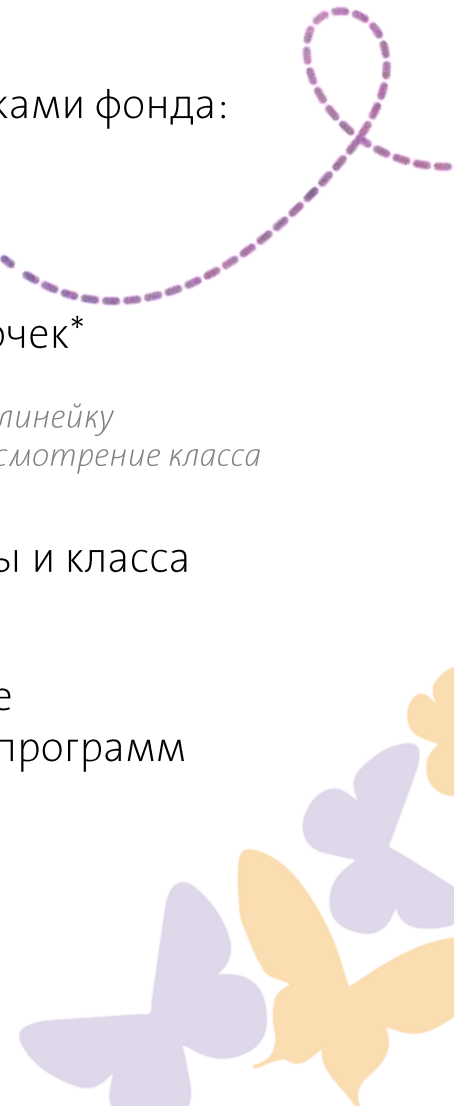 ками фонда:
очек*
линейку
смотрение класса
ы и класса
е
программ